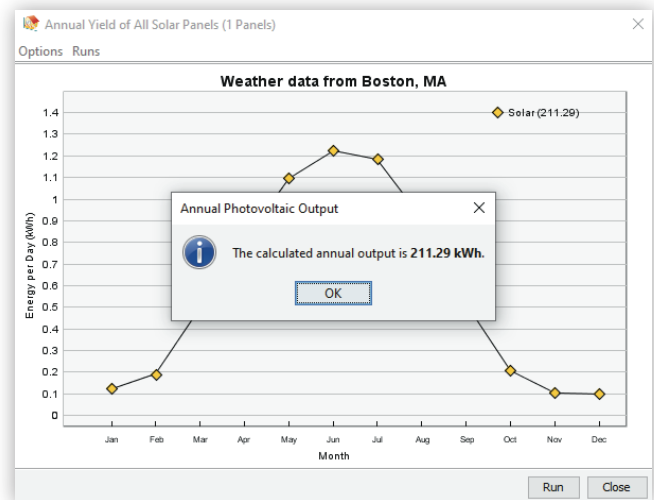 Annual Yield of All Solar Panels (1 Panels)
Options Runs
Weather data from Boston, MA
Solar (211.29)
1.4
1.3
1.2
1.1
1
0.9
0.8
0.7
0.6
0.5
0.4
0.3
0.2
0.1
0
Energy per Day (kWh)
Annual Photovoltaic Output
The calculated annual output is 211.29 kWh.
OK
Jan Feb Mar Apr May Jun Jul Aug Sep Oct Nov Dec
Month
Run Close